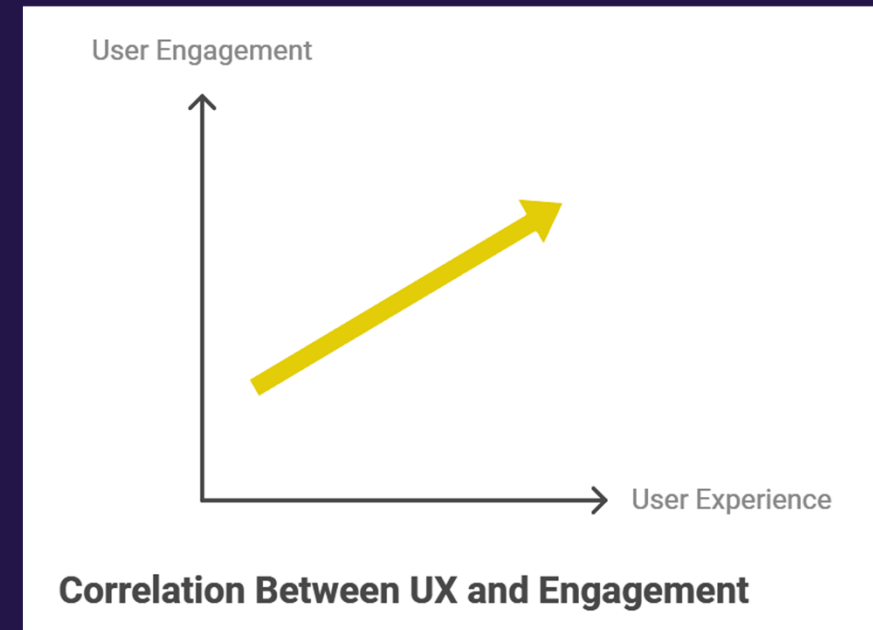 User Engagement
User Experience
Correlation Between UX and Engagement